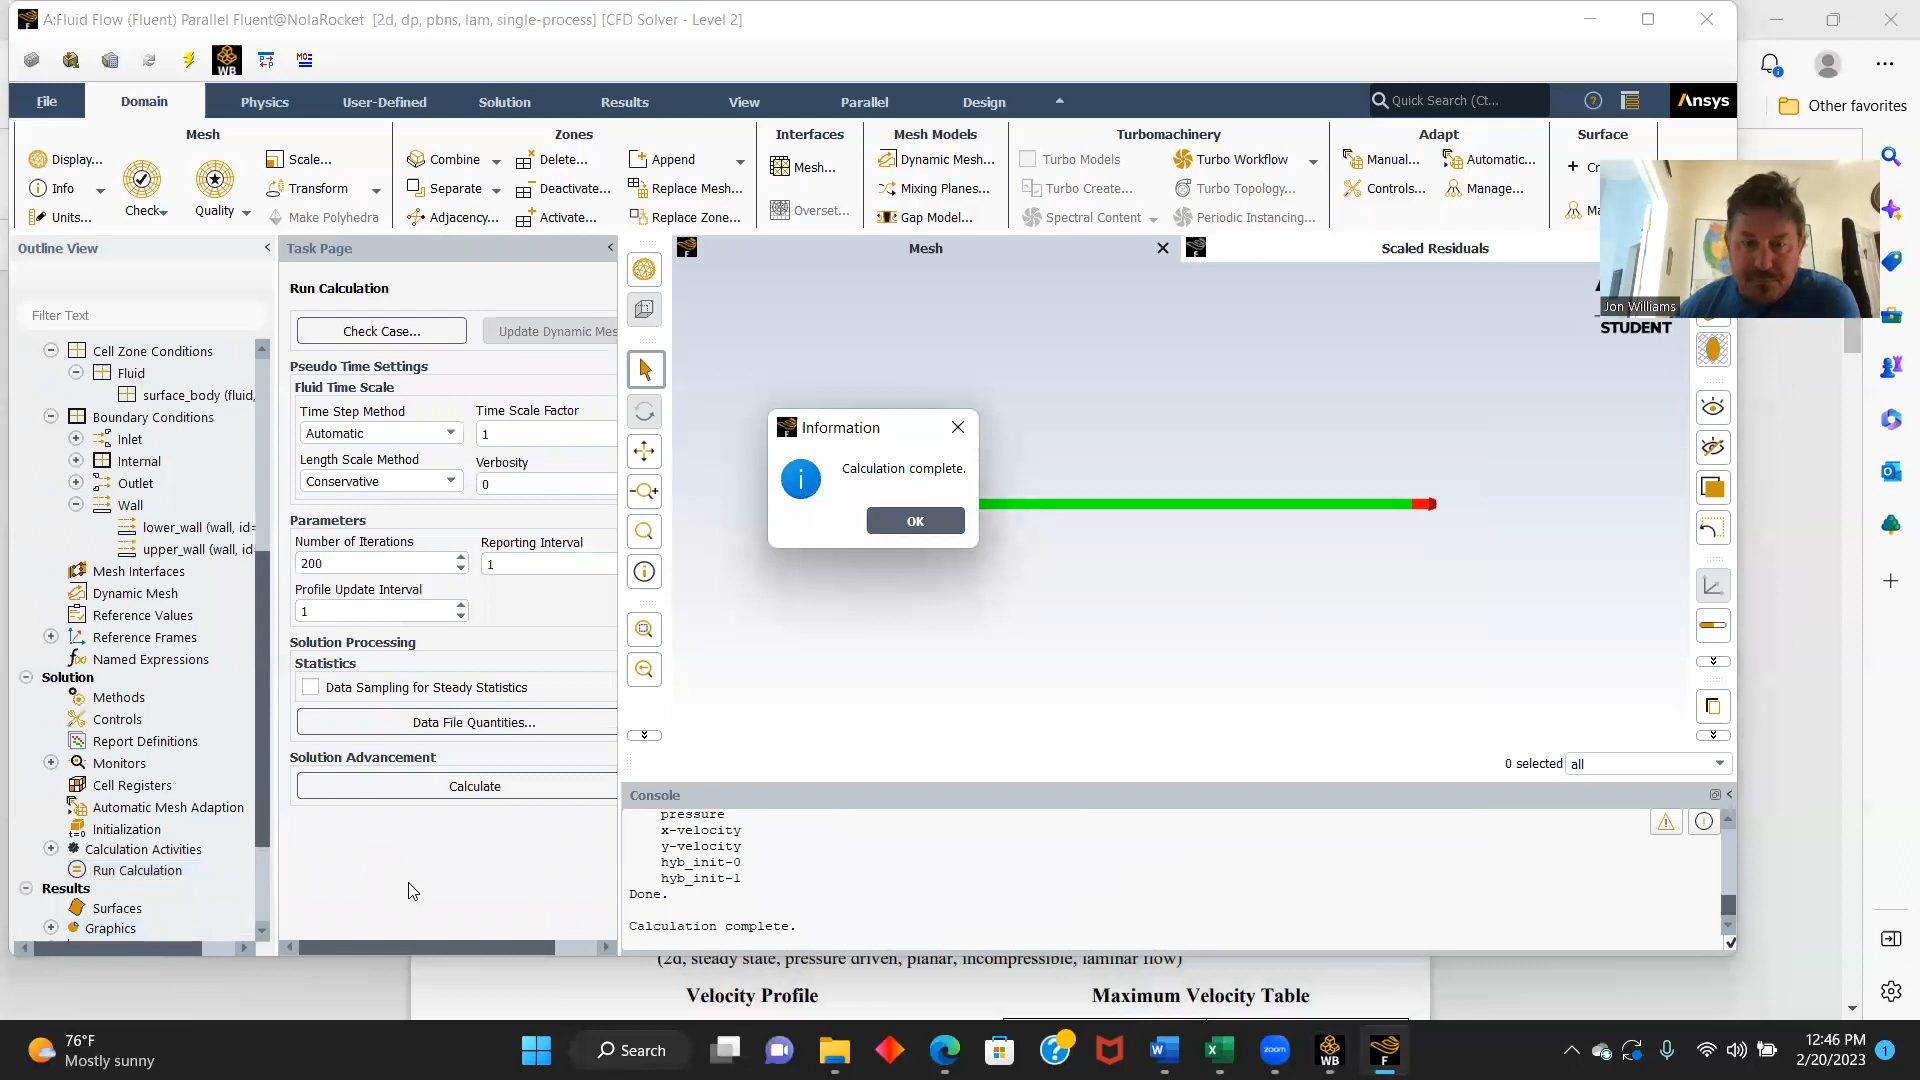 A:Fluid Flow (Fluent) Parallel Fluent@NolaRocket [2d, dp, pbns, lam, single-process] [CFD Solver - Level 2]
WB
File
Domain
Physics
User-Defined
Solution
Results
View
Parallel
Design
Quick Search (Ct...
Ansys
Other favorites
Mesh
Zones
Interfaces
Mesh Models
Turbomachinery
Adapt
Surface
Display...
Info
Units...
Check
Quality
Scale...
Transform
Make Polyhedra
Combine
Separate
Adjacency...
Delete...
Deactivate...
Activate...
Append
Replace Mesh...
Replace Zone...
Mesh...
Overset...
Dynamic Mesh...
Mixing Planes...
Gap Model...
Turbo Models
Turbo Create...
Spectral Content
Turbo Workflow
Turbo Topology...
Periodic Instancing...
Manual...
Controls...
Automatic...
Manage...
Outline View
Filter Text
Cell Zone Conditions
Fluid
surface_body (fluid,
Boundary Conditions
Inlet
Internal
Outlet
Wall
lower_wall (wall, id=
upper_wall (wall, id=
Mesh Interfaces
Dynamic Mesh
Reference Values
Reference Frames
Named Expressions
Solution
Methods
Controls
Report Definitions
Monitors
Cell Registers
Automatic Mesh Adaption
Initialization
Calculation Activities
Run Calculation
Results
Surfaces
Graphics
Task Page
Run Calculation
Check Case...
Update Dynamic Mes
Pseudo Time Settings
Fluid Time Scale
Time Step Method
Time Scale Factor
Automatic
1
Length Scale Method
Verbosity
Conservative
0
Parameters
Number of Iterations
Reporting Interval
200
1
Profile Update Interval
1
Solution Processing
Statistics
Data Sampling for Steady Statistics
Data File Quantities...
Solution Advancement
Calculate
Mesh
Scaled Residuals
Jon Williams
STUDENT
Information
Calculation complete.
OK
0 selected
all
Console
pressure
x-velocity
y-velocity
hyb_init-0
hyb_init-1
Done.
Calculation complete.
(2d, steady state, pressure driven, planar, incompressible, laminar flow)
Velocity Profile
Maximum Velocity Table
76°F
Mostly sunny
Search
zoom
WB
12:46 PM
2/20/2023
1